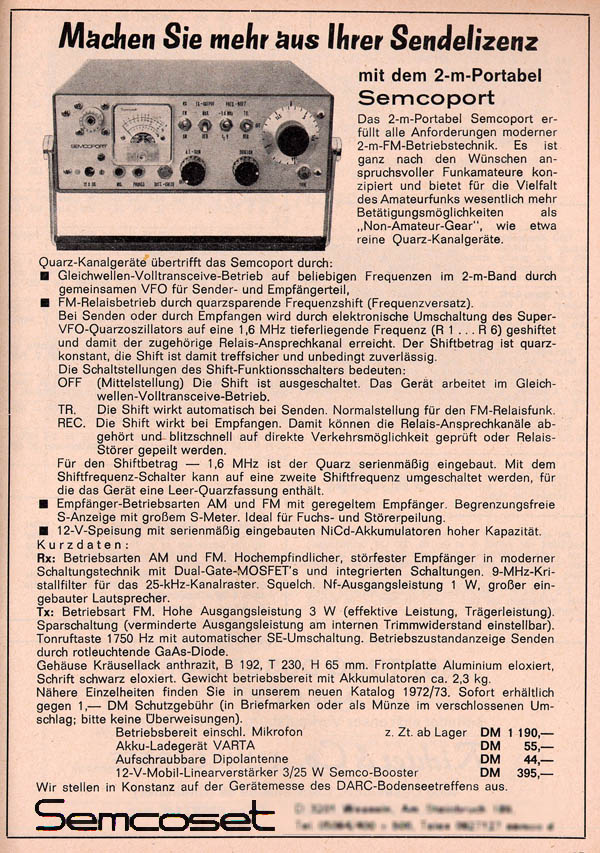 Machen Sie mehr aus Ihrer Sendelizenz
mit dem 2-m-Portabel
Semcoport
Das 2-m-Portabel Semcoport er-
füllt alle Anforderungen moderner
2-m-FM-Betriebstechnik. Es ist
ganz nach den Wünschen an-
spruchsvoller Funkamateure kon-
zipiert und bietet für die Vielfalt
des Amateurfunks wesentlich mehr
Betätigungsmöglichkeiten als
„Non-Amateur-Gear", wie etwa
reine Quarz-Kanalgeräte.
SEMCOPORT
Quarz-Kanalgeräte übertrifft das Semcoport durch:
■ Gleichwellen-Volltransceive-Betrieb auf beliebigen Frequenzen im 2-m-Band durch
gemeinsamen VFO für Sender- und Empfängerteil,
■ FM-Relaisbetrieb durch quarzsparende Frequenzshift (Frequenzversatz).
Bei Senden oder durch Empfangen wird durch elektronische Umschaltung des Super-
VFO-Quarzoszillators auf eine 1,6 MHz tieferliegende Frequenz (R 1 . . . R 6) geshiftet
und damit der zugehörige Relais-Ansprechkanal erreicht. Der Shiftbetrag ist quarz-
konstant, die Shift ist damit treffsicher und unbedingt zuverlässig.
Die Schaltstellungen des Shift-Funktionsschalters bedeuten:
OFF (Mittelstellung) Die Shift ist ausgeschaltet. Das Gerät arbeitet im Gleich-
wellen-Volltransceive-Betrieb.
TR. Die Shift wirkt automatisch bei Senden. Normalstellung für den FM-Relaisfunk.
REC. Die Shift wirkt bei Empfangen. Damit können die Relais-Ansprechkanäle ab-
gehört und blitzschnell auf direkte Verkehrsmöglichkeit geprüft oder Relais-
Störer gepeilt werden.
Für den Shiftbetrag — 1,6 MHz ist der Quarz serienmäßig eingebaut. Mit dem
Shiftfrequenz-Schalter kann auf eine zweite Shiftfrequenz umgeschaltet werden, für
die das Gerät eine Leer-Quarzfassung enthält.
■ Empfänger-Betriebsarten AM und FM mit geregeltem Empfänger. Begrenzungsfreie
S-Anzeige mit großem S-Meter. Ideal für Fuchs- und Störerpeilung.
■ 12-V-Speisung mit serienmäßig eingebauten NiCd-Akkumulatoren hoher Kapazität.
Kurzdaten:
Rx: Betriebsarten AM und FM. Hochempfindlicher, störfester Empfänger in moderner
Schaltungstechnik mit Dual-Gate-MOSFET's und integrierten Schaltungen. 9-MHz-Kri-
stallfilter für das 25-kHz-Kanalraster. Squelch. Nf-Ausgangsleistung 1 W, großer ein-
gebauter Lautsprecher.
Tx: Betriebsart FM. Hohe Ausgangsleistung 3 W (effektive Leistung, Trägerleistung).
Sparschaltung (verminderte Ausgangsleistung am internen Trimmwiderstand einstellbar).
Tonruftaste 1750 Hz mit automatischer SE-Umschaltung. Betriebszustandanzeige Senden
durch rotleuchtende GaAs-Diode.
Gehäuse Kräusellack anthrazit, B 192, T 230, H 65 mm. Frontplatte Aluminium eloxiert,
Schrift schwarz eloxiert. Gewicht betriebsbereit mit Akkumulatoren ca. 2,3 kg.
Nähere Einzelheiten finden Sie in unserem neuen Katalog 1972/73. Sofort erhältlich
gegen 1,— DM Schutzgebühr (in Briefmarken oder als Münze im verschlossenen Um-
schlag; bitte keine Überweisungen).
Betriebsbereit einschl. Mikrofon z. Zt. ab Lager DM 1 190,—
Akku-Ladegerät VARTA DM 55,—
Aufschraubbare Dipolantenne DM 44,—
12-V-Mobil-Linearverstärker 3/25 W Semco-Booster DM 395,—
Wir stellen in Konstanz auf der Gerätemesse des DARC-Bodenseetreffens aus.
Semcoset